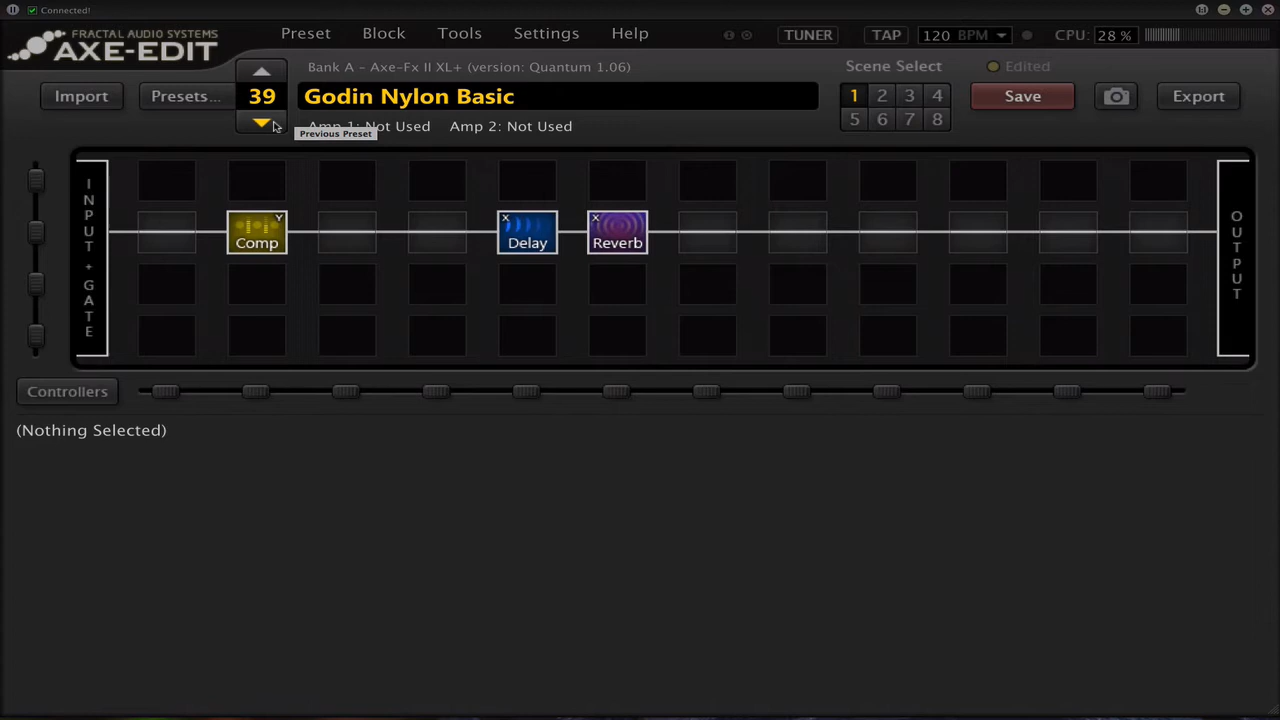 Connected!
FRACTAL AUDIO SYSTEMS
AXE-EDIT
Preset Block Tools Settings Help
TUNER TAP 120 BPM CPU: 28 %
Bank A - Axe-Fx II XL+ (version: Quantum 1.06)
Scene Select Edited
Import Presets... 39 Godin Nylon Basic
1 2 3 4
5 6 7 8
Save Export
Amp 1: Not Used Amp 2: Not Used
Previous Preset
INPUT + GATE
Y
Comp
X
Delay
X
Reverb
OUTPUT
Controllers
(Nothing Selected)